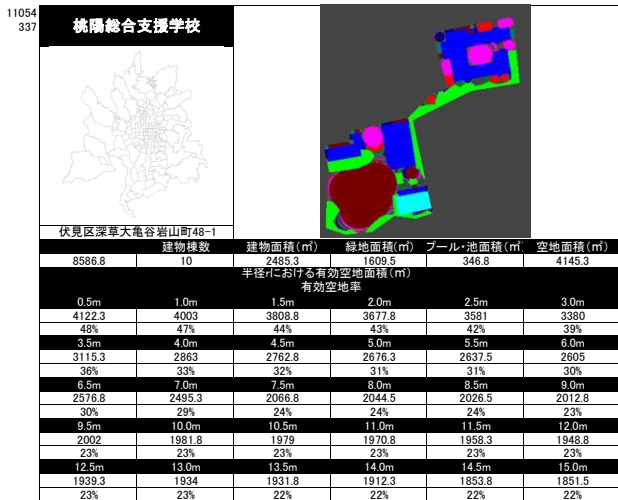 11054
337
桃陽総合支援学校
伏見区深草大亀谷岩山町48-1
建物棟数 建物面積(㎡) 緑地面積(㎡) プール・池面積(㎡ 空地面積(㎡)
8586.8 10 2485.3 1609.5 346.8 4145.3
半径rにおける有効空地面積(㎡)
有効空地率
0.5m 1.0m 1.5m 2.0m 2.5m 3.0m
4122.3 4003 3808.8 3677.8 3581 3380
48% 47% 44% 43% 42% 39%
3.5m 4.0m 4.5m 5.0m 5.5m 6.0m
3115.3 2863 2762.8 2676.3 2637.5 2605
36% 33% 32% 31% 31% 30%
6.5m 7.0m 7.5m 8.0m 8.5m 9.0m
2576.8 2495.3 2066.8 2044.5 2026.5 2012.8
30% 29% 24% 24% 24% 23%
9.5m 10.0m 10.5m 11.0m 11.5m 12.0m
2002 1981.8 1979 1970.8 1958.3 1948.8
23% 23% 23% 23% 23% 23%
12.5m 13.0m 13.5m 14.0m 14.5m 15.0m
1939.3 1934 1931.8 1912.3 1853.8 1851.5
23% 23% 22% 22% 22% 22%